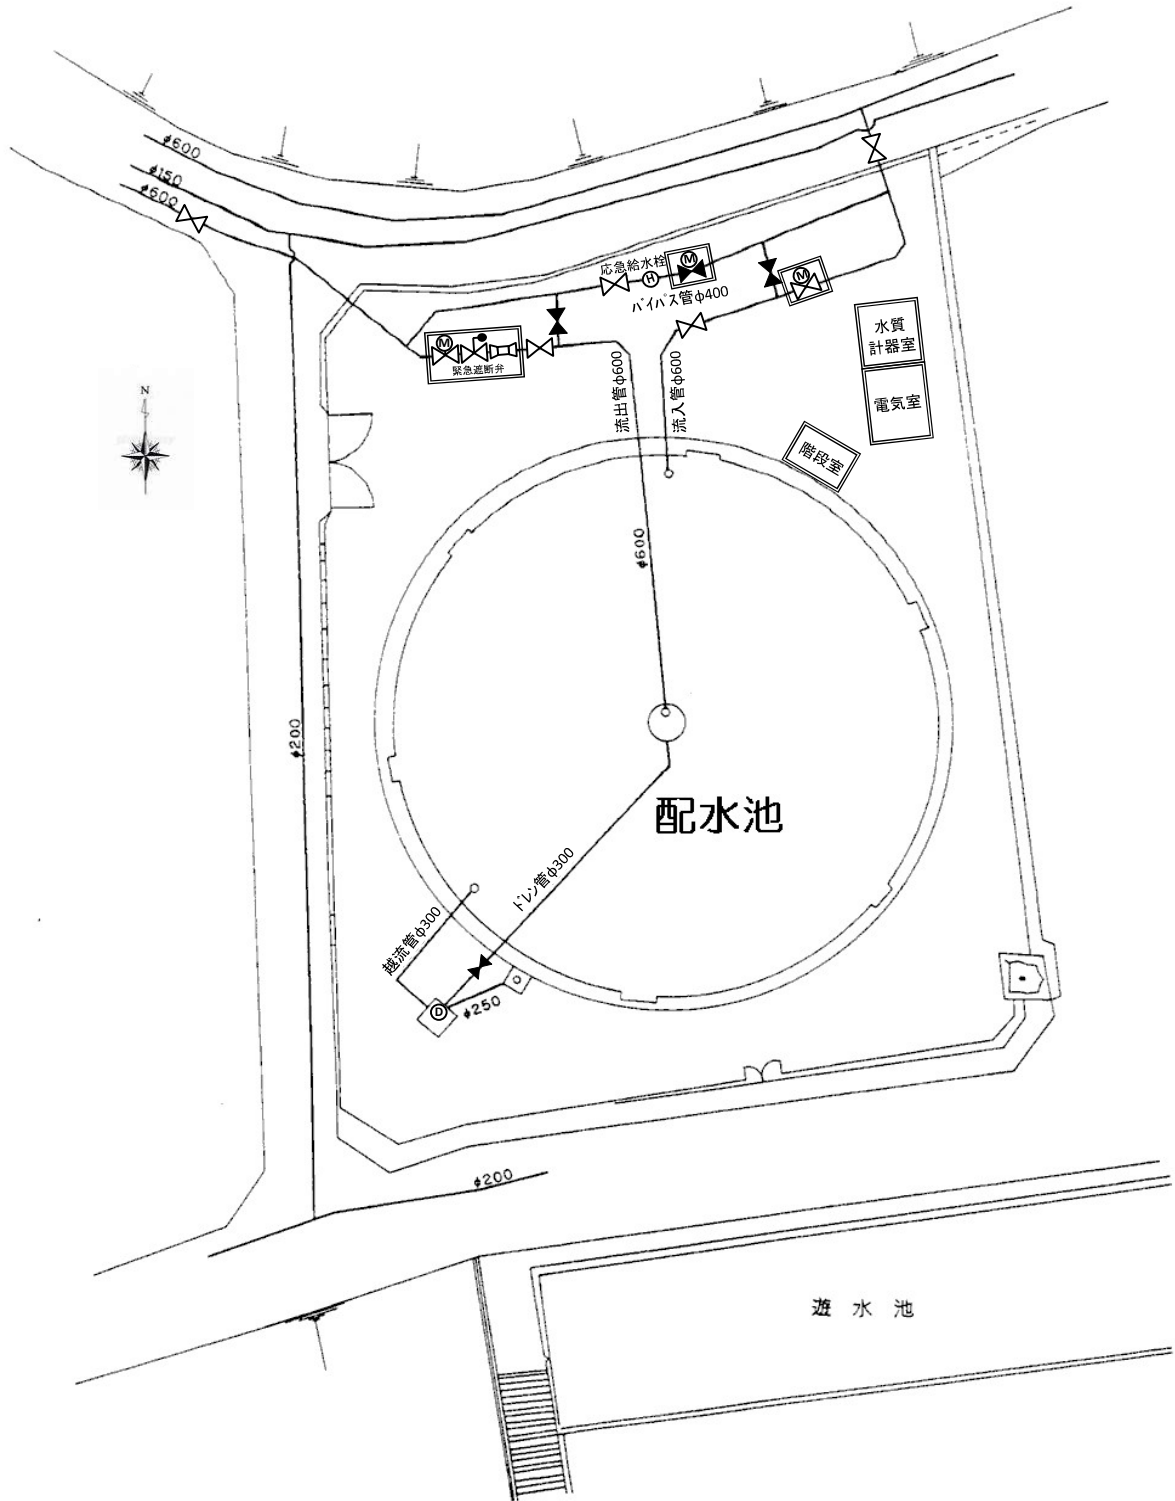 φ600
φ150
φ600
N
応急給水栓
H
M
M
バイパス管φ400
M
緊急遮断弁
流出管φ600
流入管φ600
水質
計器室
電気室
階段室
φ600
φ200
配水池
ドレン管φ300
越流管φ300
D
φ250
φ200
遊水池